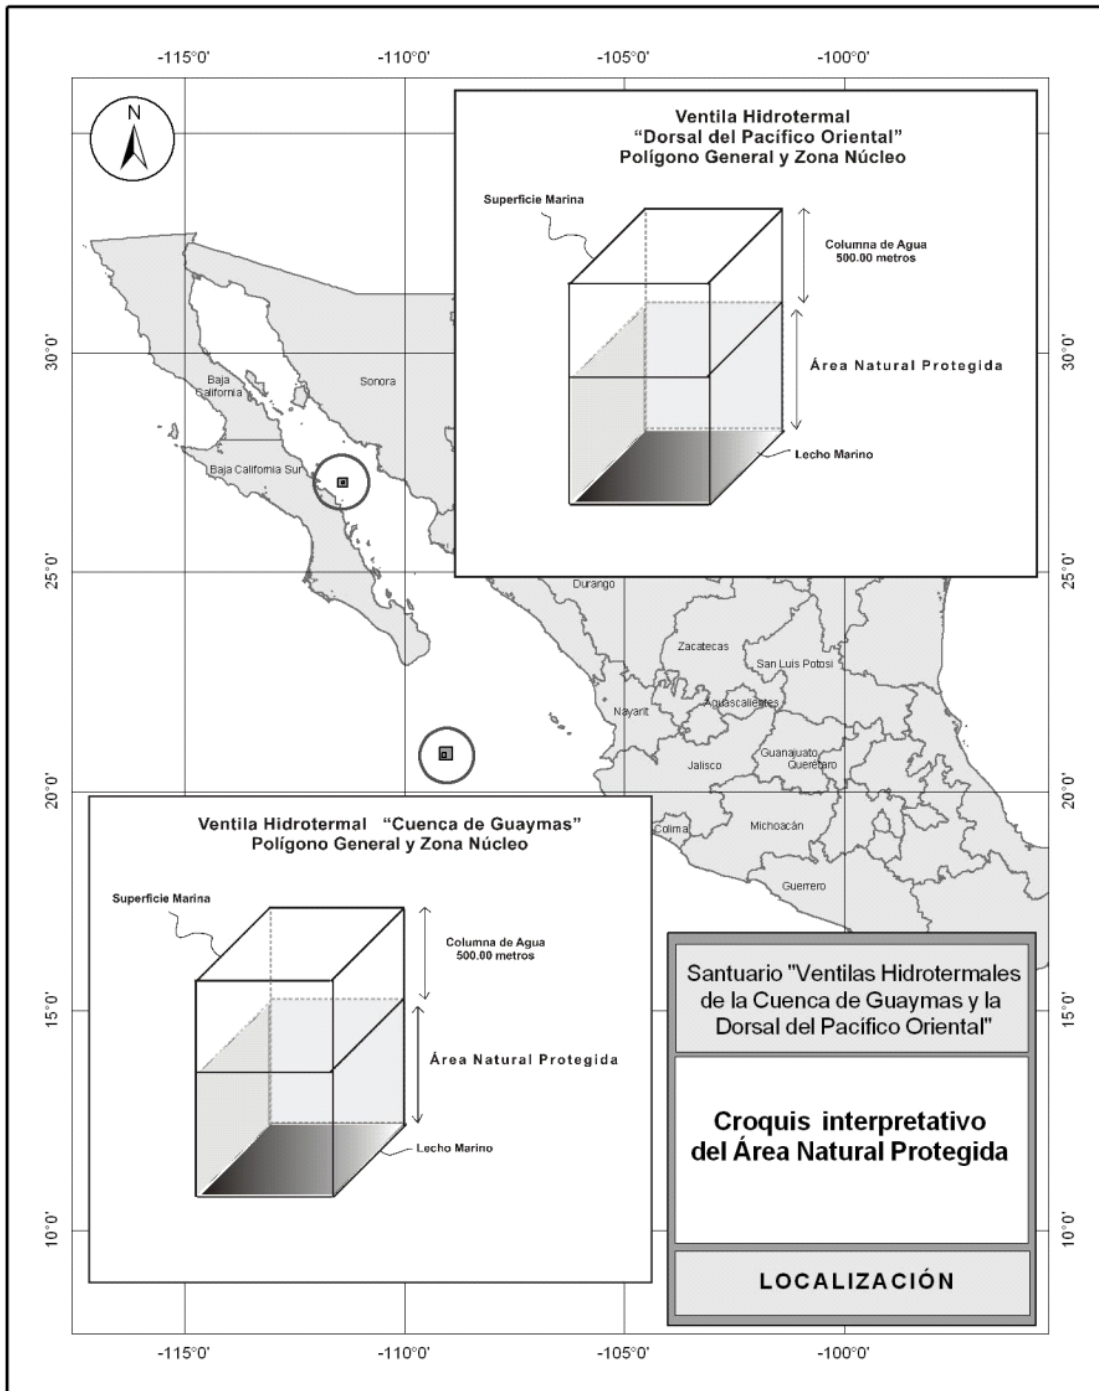 -115°0'
-110°0'
-105°0'
-100°0'
N
Ventila Hidrotermal
“Dorsal del Pacífico Oriental”
Polígono General y Zona Núcleo
Superficie Marina
Columna de Agua
500.00 metros
Área Natural Protegida
Lecho Marino
30°0'
30°0'
Baja
California
Sonora
Baja California Sur
25°0'
25°0'
Durango
Zacatecas
San Luis Potosi
Aguascalientes
Nayarit
Guanajuato
Querétaro
Jalisco
20°0'
20°0'
Colima
Michoacán
Guerrero
Ventila Hidrotermal “Cuenca de Guaymas”
Polígono General y Zona Núcleo
Superficie Marina
Columna de Agua
500.00 metros
Área Natural Protegida
Lecho Marino
15°0'
15°0'
Santuario "Ventilas Hidrotermales
de la Cuenca de Guaymas y la
Dorsal del Pacífico Oriental"
Croquis interpretativo
del Área Natural Protegida
LOCALIZACIÓN
10°0'
10°0'
-115°0'
-110°0'
-105°0'
-100°0'